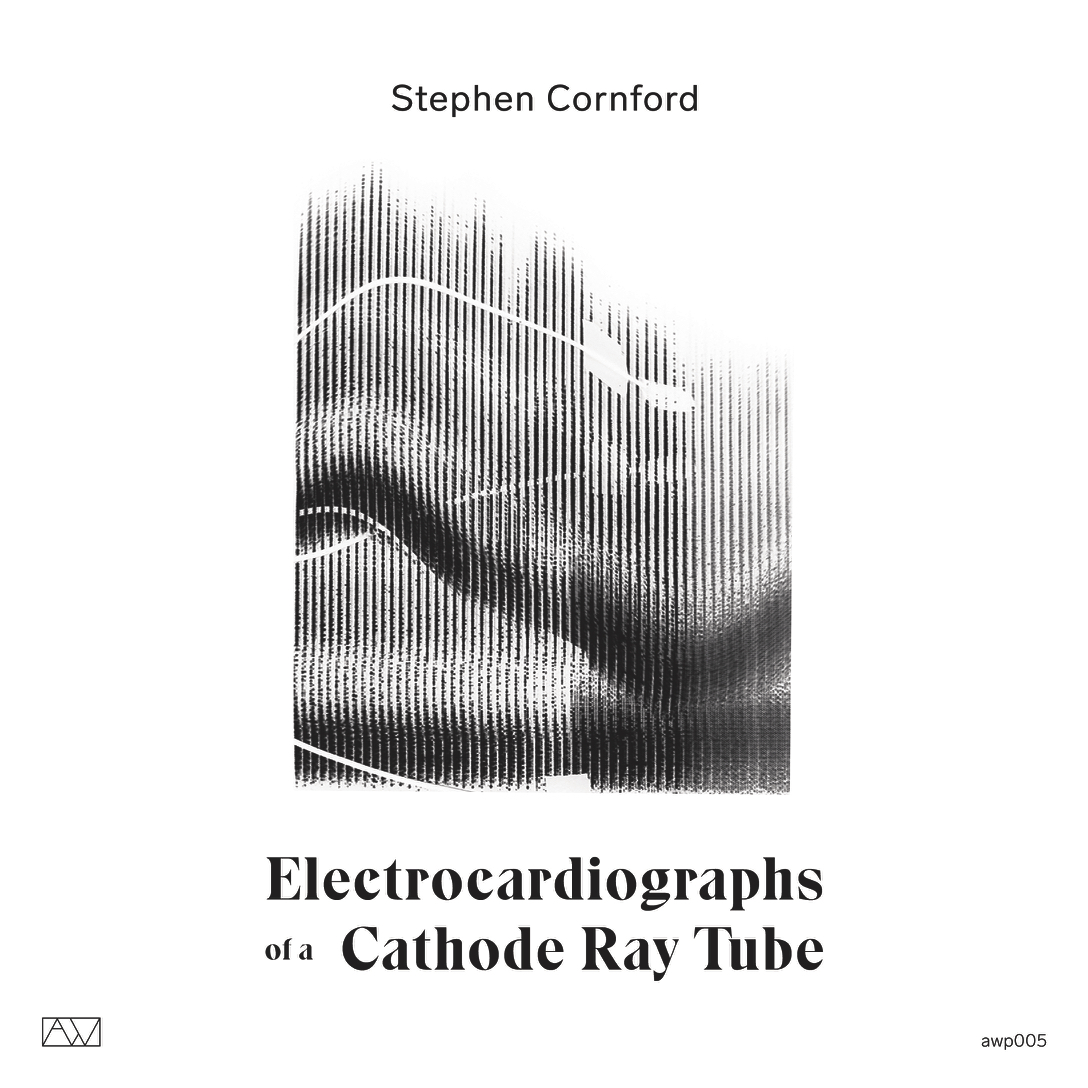 Stephen Cornford
Electrocardiographs
of a Cathode Ray Tube
AW
awp005